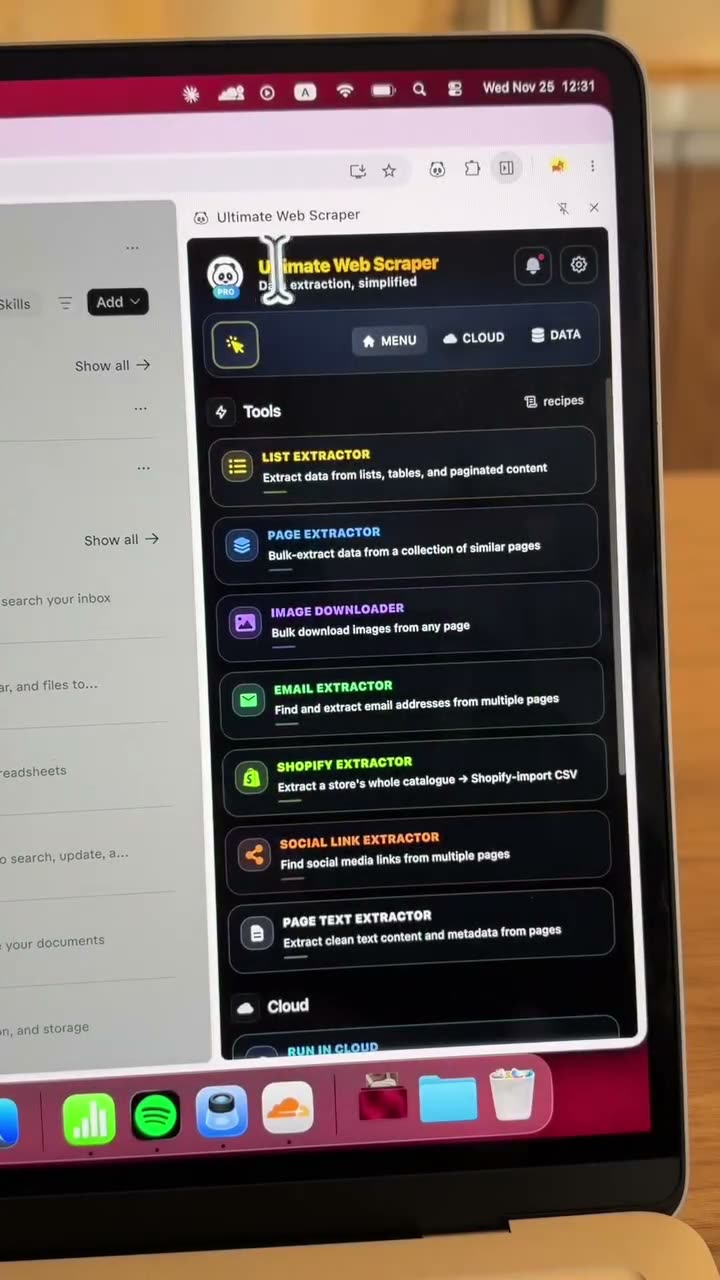 A
Wed Nov 25 12:31
Ultimate Web Scraper
Skills
Add
Show all →
Show all →
search your inbox
ar, and files to...
readsheets
o search, update, a...
your documents
on, and storage
PRO
Ultimate Web Scraper
extraction, simplified
MENU
CLOUD
DATA
Tools
recipes
LIST EXTRACTOR
Extract data from lists, tables, and paginated content
PAGE EXTRACTOR
Bulk-extract data from a collection of similar pages
IMAGE DOWNLOADER
Bulk download images from any page
EMAIL EXTRACTOR
Find and extract email addresses from multiple pages
SHOPIFY EXTRACTOR
Extract a store's whole catalogue → Shopify-import CSV
SOCIAL LINK EXTRACTOR
Find social media links from multiple pages
PAGE TEXT EXTRACTOR
Extract clean text content and metadata from pages
Cloud
RUN IN CLOUD